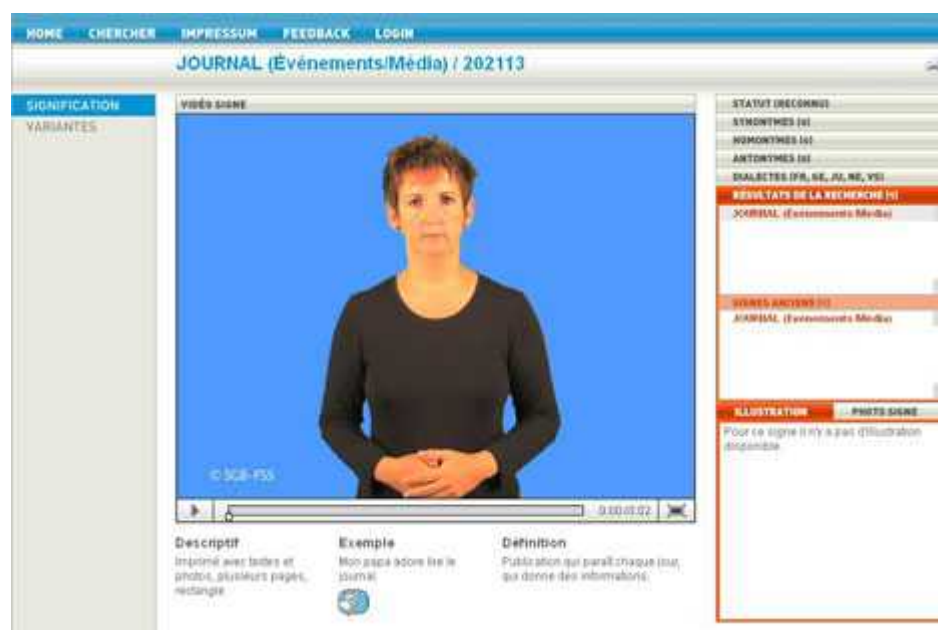 HOME CHERCHER IMPRESSUM FEEDBACK LOGIN
JOURNAL (Événements/Média) / 202113
SIGNIFICATION
VARIANTES
VIDÉO SIGNE
© SGB-FSS
0:00:01:02
Descriptif
Imprimé avec textes et
photos, plusieurs pages,
rectangle.
Exemple
Mon papa adore lire le
journal.
Définition
Publication qui paraît chaque jour,
qui donne des informations.
STATUT (RECONNU)
SYNONYMES (0)
HOMONYMES (0)
ANTONYMES (0)
DIALECTES (FR, GE, JU, NE, VS)
RÉSULTATS DE LA RECHERCHE (1)
JOURNAL (Événements Média)
SIGNES ANCIENS (1)
JOURNAL (Événements Média)
ILLUSTRATION PHOTO SIGNE
Pour ce signe il n'y a pas d'illustration
disponible.